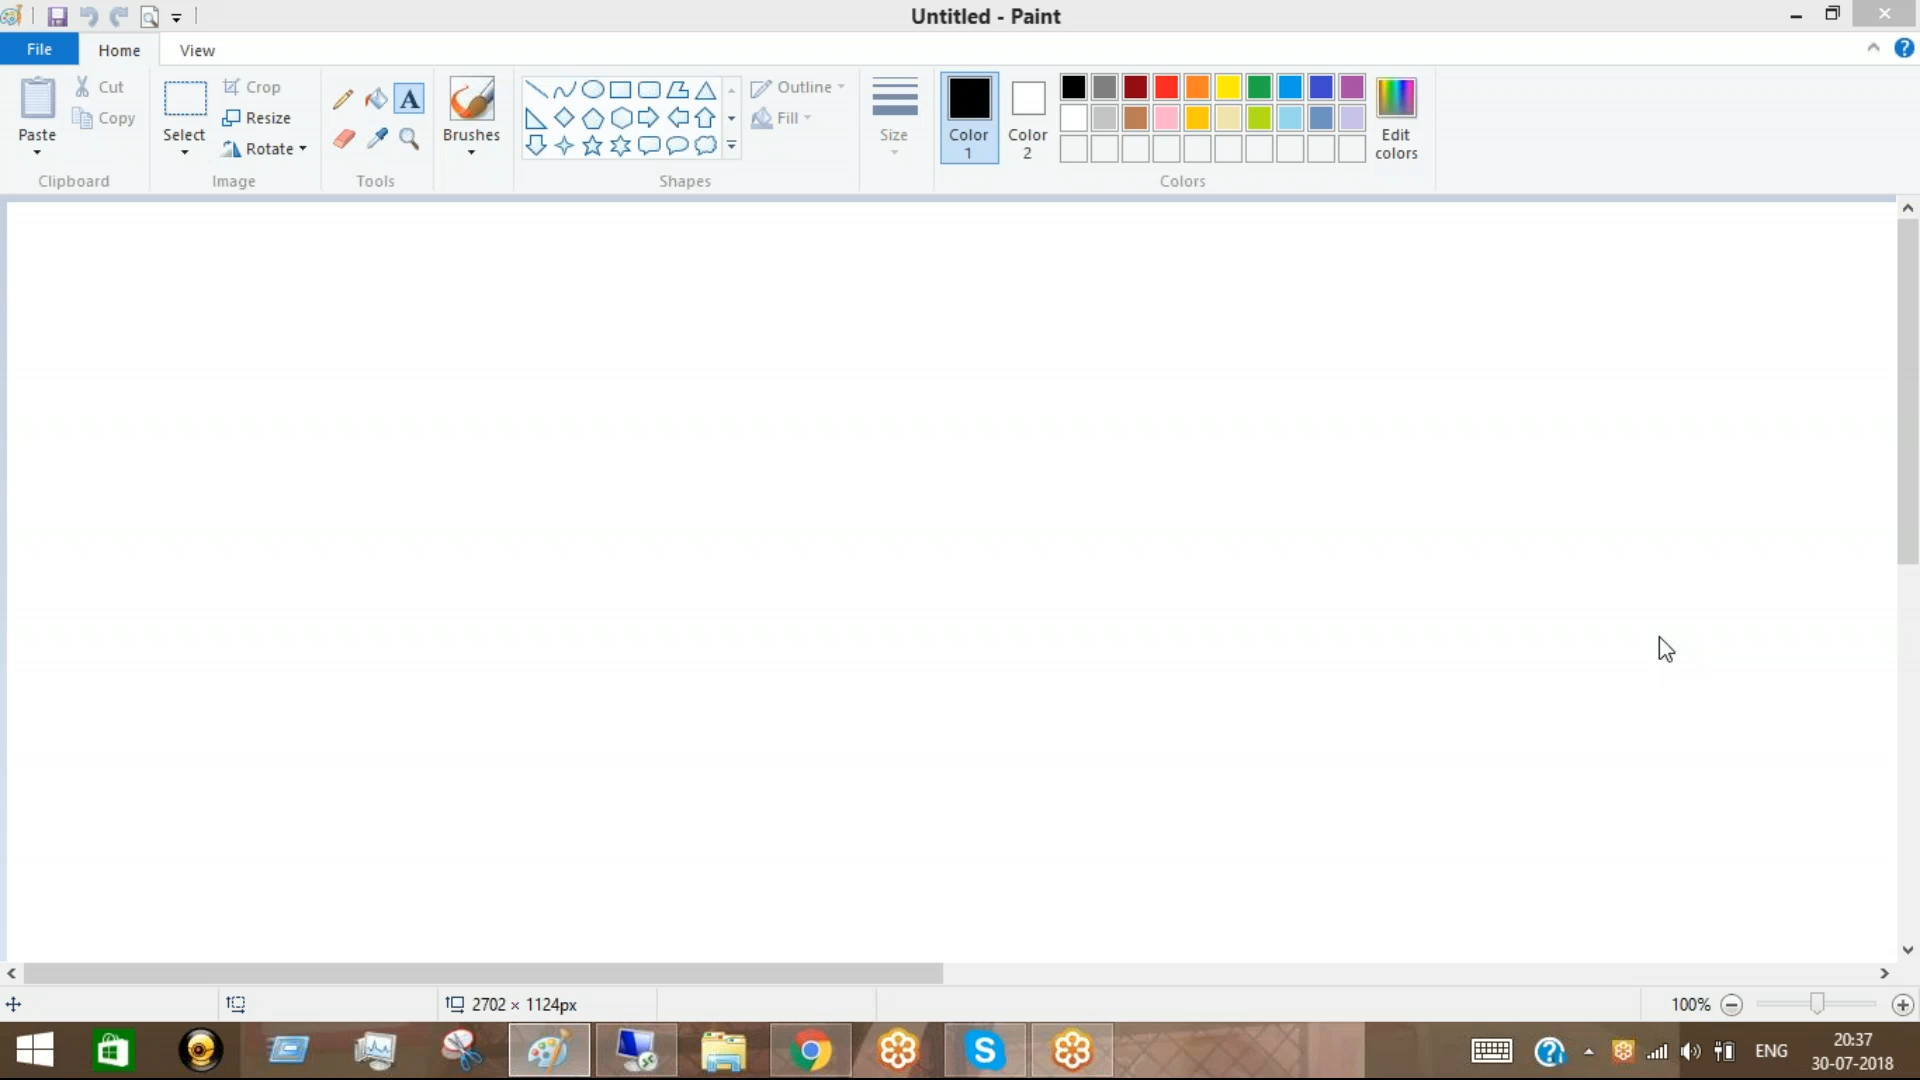 Untitled - Paint
File
Home
View
Paste
Cut
Copy
Clipboard
Select
Crop
Resize
Rotate
Image
A
Tools
Brushes
Shapes
Outline
Fill
Size
Color
1
Color
2
Edit
colors
Colors
2702 × 1124px
100%
S
ENG
20:37
30-07-2018